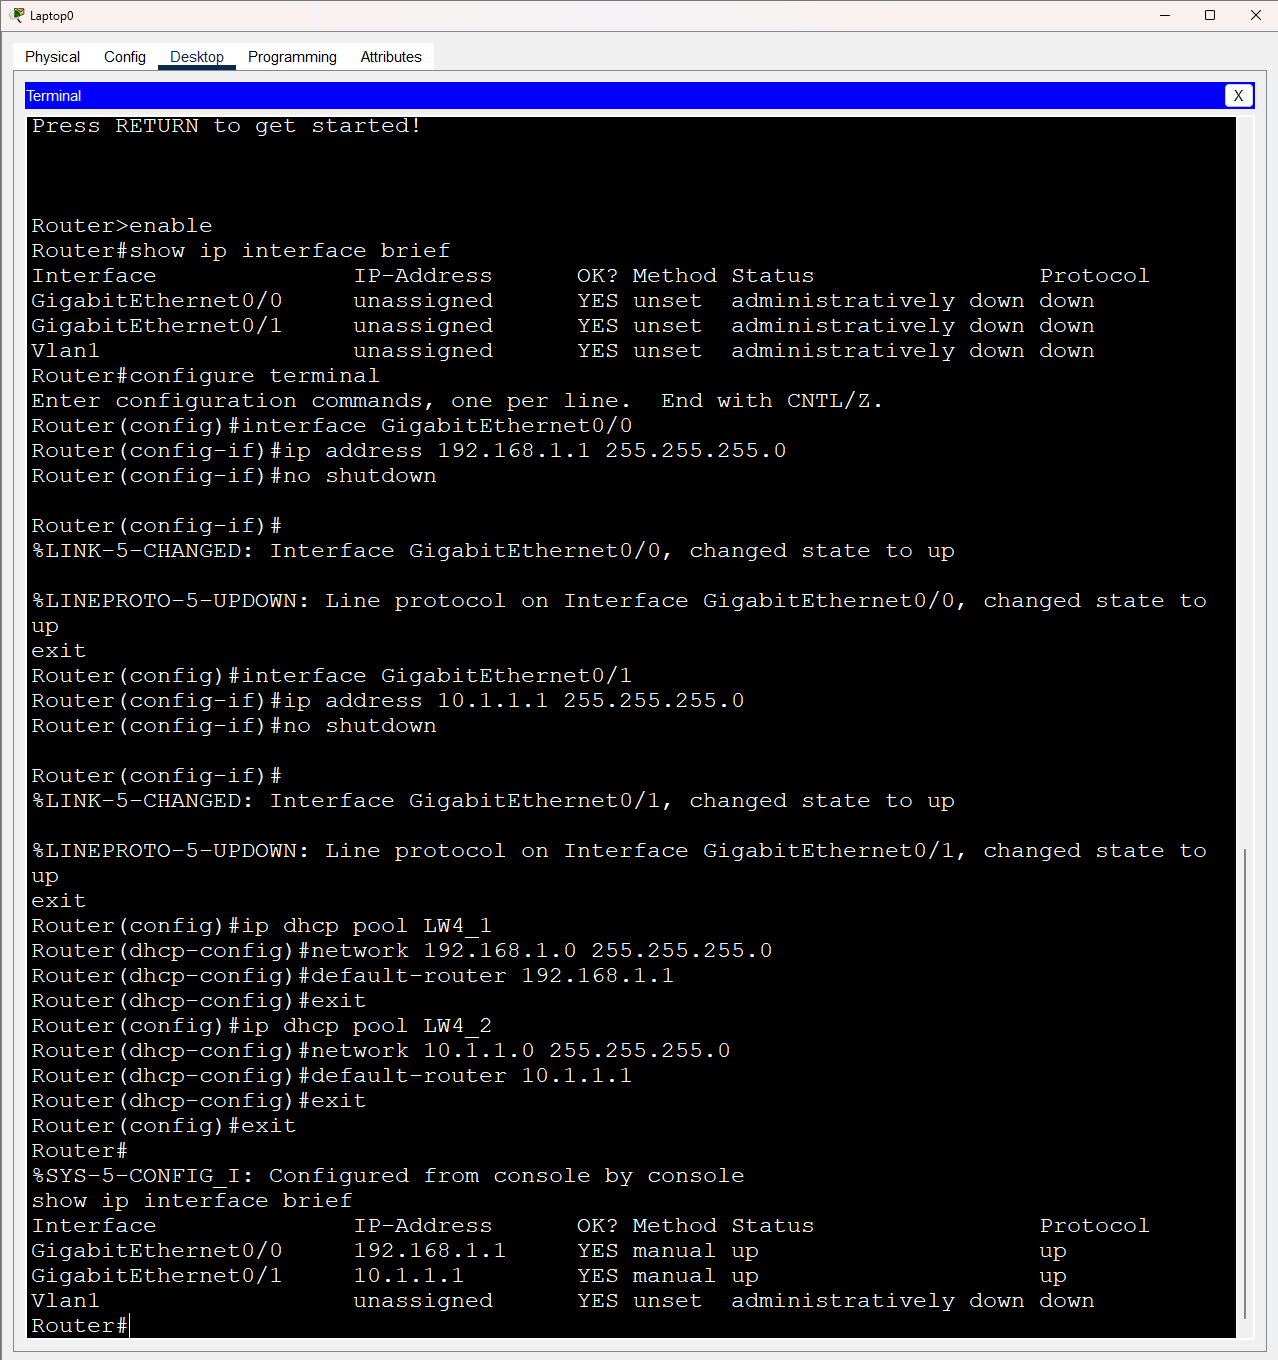 Laptop0
Physical Config Desktop Programming Attributes
Terminal X
Press RETURN to get started!
Router>enable
Router#show ip interface brief
Interface              IP-Address      OK? Method Status                Protocol
GigabitEthernet0/0     unassigned      YES unset  administratively down down
GigabitEthernet0/1     unassigned      YES unset  administratively down down
Vlan1                  unassigned      YES unset  administratively down down
Router#configure terminal
Enter configuration commands, one per line.  End with CNTL/Z.
Router(config)#interface GigabitEthernet0/0
Router(config-if)#ip address 192.168.1.1 255.255.255.0
Router(config-if)#no shutdown
Router(config-if)#
%LINK-5-CHANGED: Interface GigabitEthernet0/0, changed state to up
%LINEPROTO-5-UPDOWN: Line protocol on Interface GigabitEthernet0/0, changed state to
up
exit
Router(config)#interface GigabitEthernet0/1
Router(config-if)#ip address 10.1.1.1 255.255.255.0
Router(config-if)#no shutdown
Router(config-if)#
%LINK-5-CHANGED: Interface GigabitEthernet0/1, changed state to up
%LINEPROTO-5-UPDOWN: Line protocol on Interface GigabitEthernet0/1, changed state to
up
exit
Router(config)#ip dhcp pool LW4_1
Router(dhcp-config)#network 192.168.1.0 255.255.255.0
Router(dhcp-config)#default-router 192.168.1.1
Router(dhcp-config)#exit
Router(config)#ip dhcp pool LW4_2
Router(dhcp-config)#network 10.1.1.0 255.255.255.0
Router(dhcp-config)#default-router 10.1.1.1
Router(dhcp-config)#exit
Router(config)#exit
Router#
%SYS-5-CONFIG_I: Configured from console by console
show ip interface brief
Interface              IP-Address      OK? Method Status                Protocol
GigabitEthernet0/0     192.168.1.1     YES manual up                    up
GigabitEthernet0/1     10.1.1.1        YES manual up                    up
Vlan1                  unassigned      YES unset  administratively down down
Router#